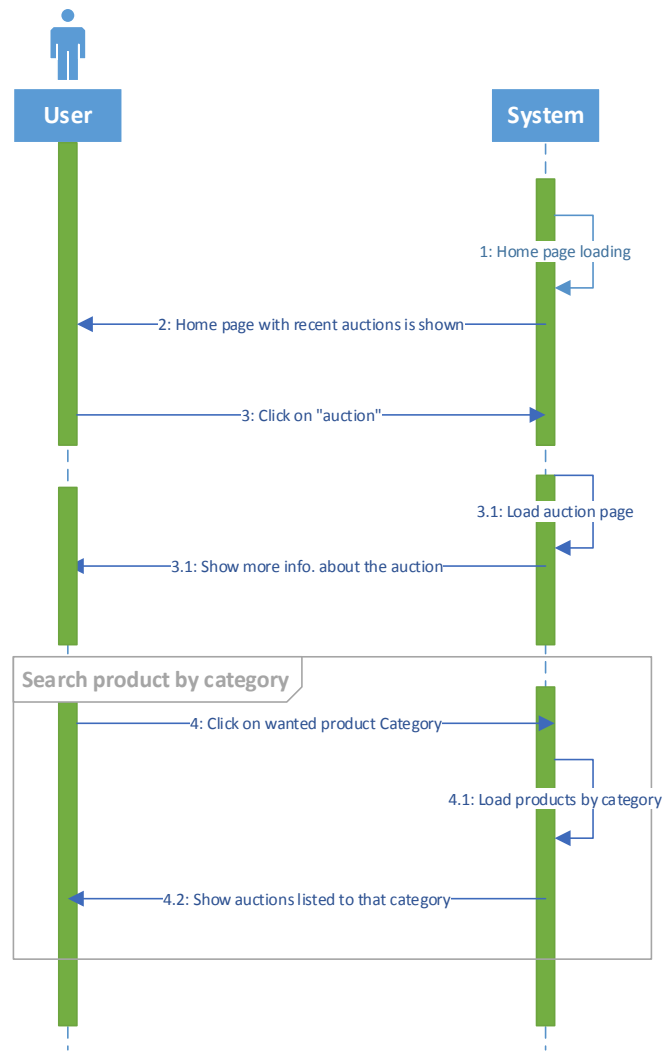 User
System
1: Home page loading
2: Home page with recent auctions is shown
3: Click on "auction"
3.1: Load auction page
3.1: Show more info. about the auction
Search product by category
4: Click on wanted product Category
4.1: Load products by category
4.2: Show auctions listed to that category